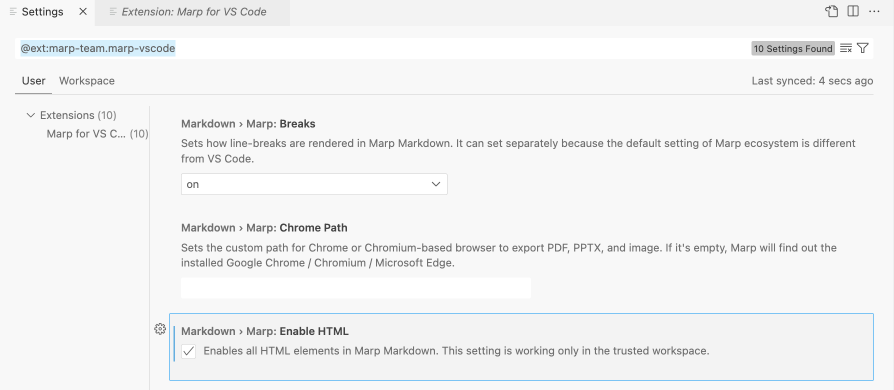 Settings
Extension: Marp for VS Code
@ext:marp-team.marp-vscode
10 Settings Found
User
Workspace
Last synced: 4 secs ago
Extensions (10)
Marp for VS C... (10)
Markdown › Marp: Breaks
Sets how line-breaks are rendered in Marp Markdown. It can set separately because the default setting of Marp ecosystem is different
from VS Code.
on
Markdown › Marp: Chrome Path
Sets the custom path for Chrome or Chromium-based browser to export PDF, PPTX, and image. If it's empty, Marp will find out the
installed Google Chrome / Chromium / Microsoft Edge.
Markdown › Marp: Enable HTML
Enables all HTML elements in Marp Markdown. This setting is working only in the trusted workspace.